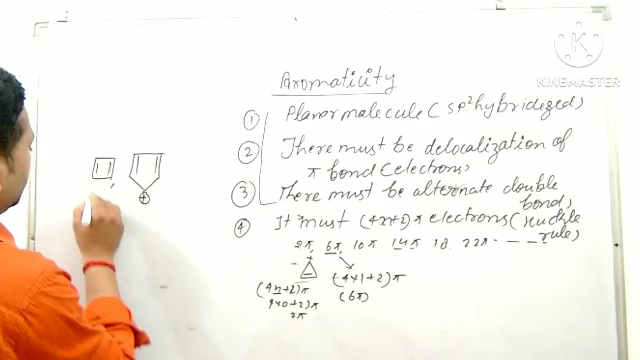 Aromaticity
① Planar molecule (sp²hybridized)
② There must be delocalization of
π bond (electrons)
③ There must be alternate double
bond,
④ It must (4n+2) π electrons (Huckle
rule)
2π, 6π, 10π 14π 18. 22π - - -
+
(4n+2)π (4×1+2)π
4×0+2)π (6π)
2π
+
K
KINEMASTER